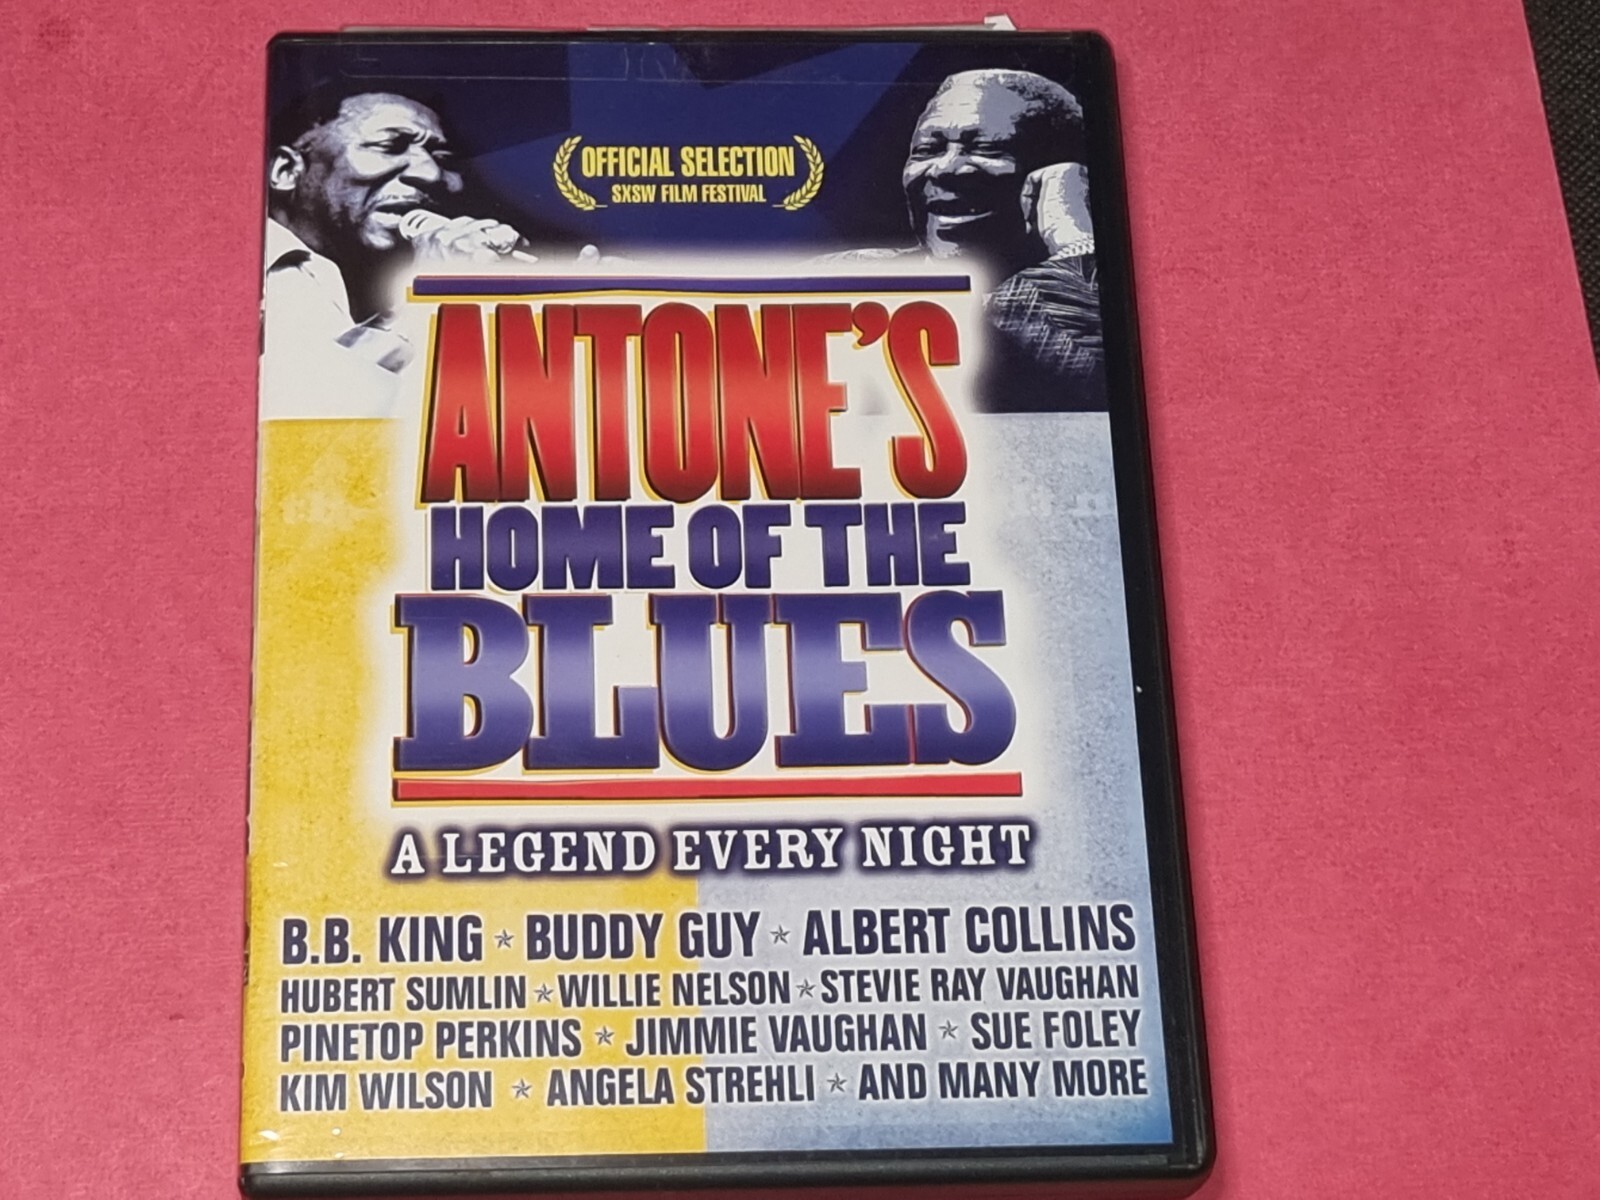 OFFICIAL SELECTION
SXSW FILM FESTIVAL
ANTONE'S
HOME OF THE
BLUES
A LEGEND EVERY NIGHT
B.B. KING ★ BUDDY GUY ★ ALBERT COLLINS
HUBERT SUMLIN ★ WILLIE NELSON ★ STEVIE RAY VAUGHAN
PINETOP PERKINS ★ JIMMIE VAUGHAN ★ SUE FOLEY
KIM WILSON ★ ANGELA STREHLI ★ AND MANY MORE